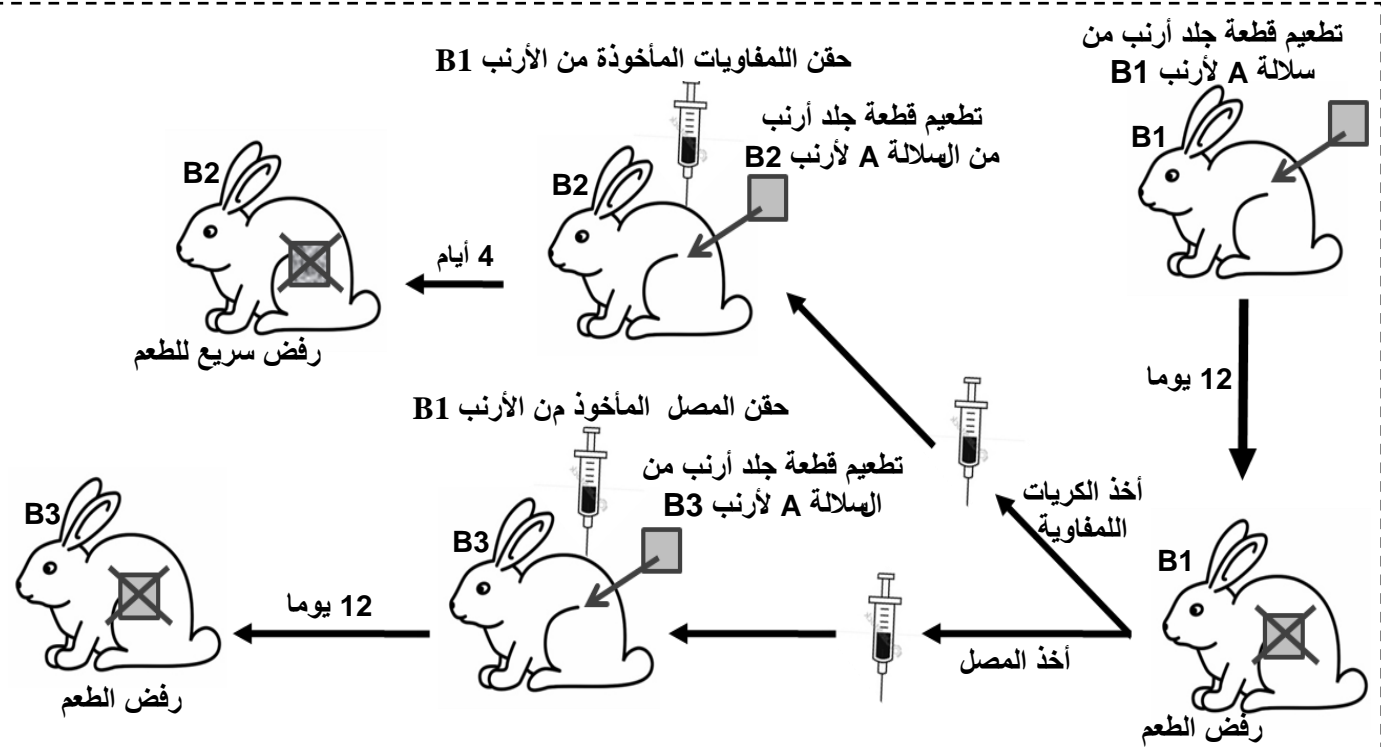 تطعيم قطعة جلد أرنب من
سلالة A لأرنب B1
B1
12 يوما
B1
رفض الطعم
أخذ الكريات
اللمفاوية
أخذ المصل
حقن اللمفاويات المأخوذة من الأرنب B1
تطعيم قطعة جلد أرنب
من السلالة A لأرنب B2
B2
4 أيام
B2
رفض سريع للطعم
حقن المصل المأخوذ من الأرنب B1
تطعيم قطعة جلد أرنب من
السلالة A لأرنب B3
B3
12 يوما
B3
رفض الطعم